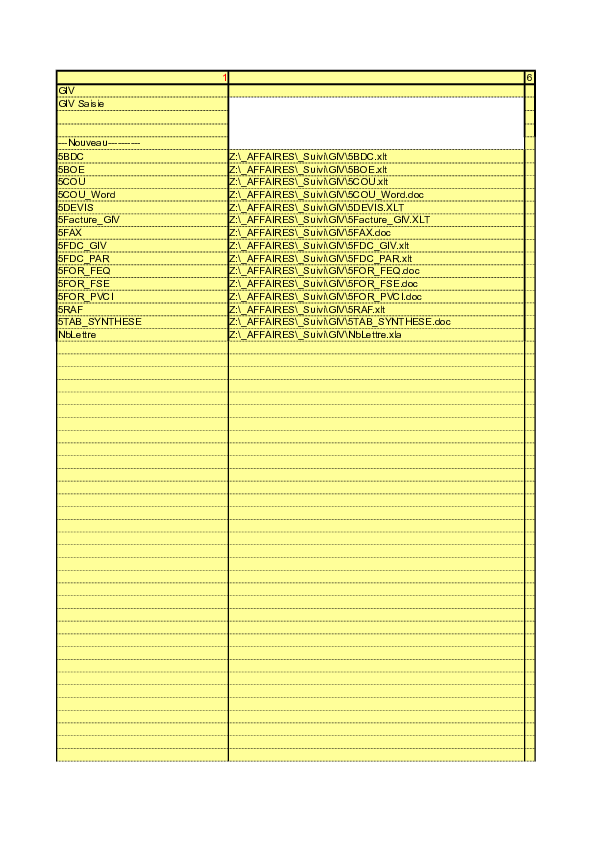 1 6
GIV
GIV Saisie
---Nouveau----------
5BDC Z:\_AFFAIRES\_Suivi\GIV\5BDC.xlt
5BOE Z:\_AFFAIRES\_Suivi\GIV\5BOE.xlt
5COU Z:\_AFFAIRES\_Suivi\GIV\5COU.xlt
5COU_Word Z:\_AFFAIRES\_Suivi\GIV\5COU_Word.doc
5DEVIS Z:\_AFFAIRES\_Suivi\GIV\5DEVIS.XLT
5Facture_GIV Z:\_AFFAIRES\_Suivi\GIV\5Facture_GIV.XLT
5FAX Z:\_AFFAIRES\_Suivi\GIV\5FAX.doc
5FDC_GIV Z:\_AFFAIRES\_Suivi\GIV\5FDC_GIV.xlt
5FDC_PAR Z:\_AFFAIRES\_Suivi\GIV\5FDC_PAR.xlt
5FOR_FEQ Z:\_AFFAIRES\_Suivi\GIV\5FOR_FEQ.doc
5FOR_FSE Z:\_AFFAIRES\_Suivi\GIV\5FOR_FSE.doc
5FOR_PVCI Z:\_AFFAIRES\_Suivi\GIV\5FOR_PVCI.doc
5RAF Z:\_AFFAIRES\_Suivi\GIV\5RAF.xlt
5TAB_SYNTHESE Z:\_AFFAIRES\_Suivi\GIV\5TAB_SYNTHESE.doc
NbLettre Z:\_AFFAIRES\_Suivi\GIV\NbLettre.xla